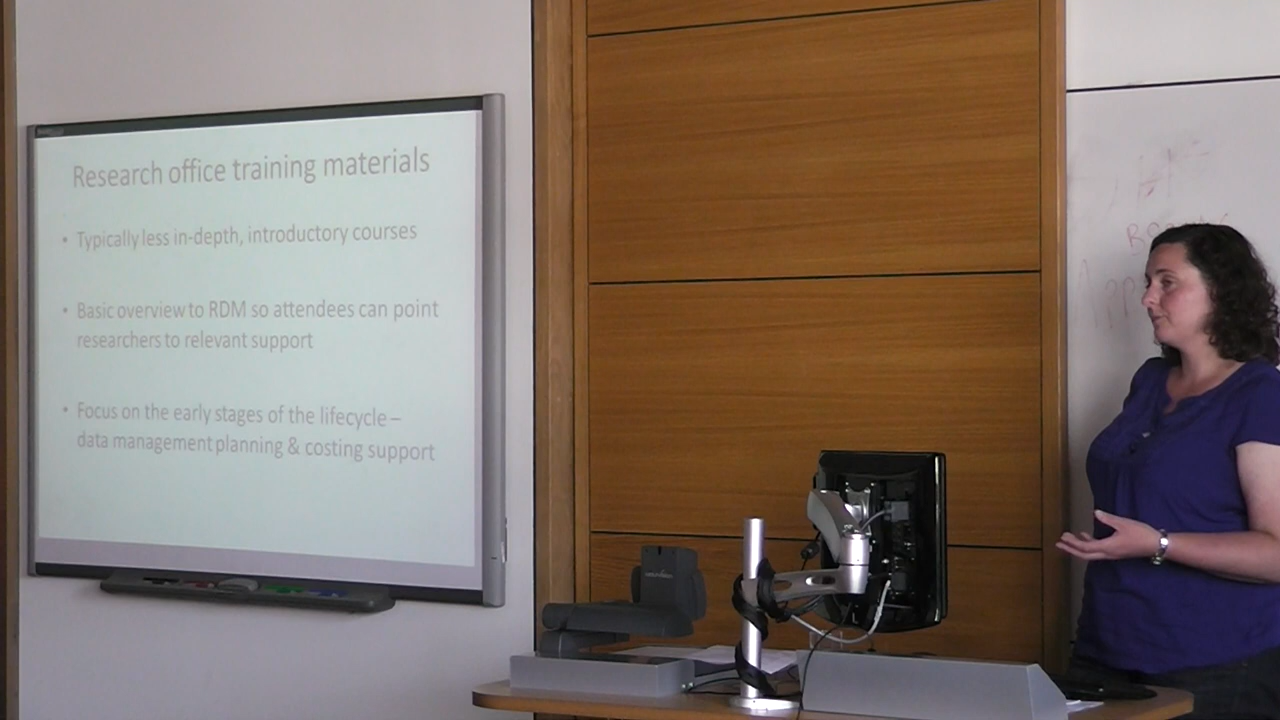 Research office training materials
• Typically less in-depth, introductory courses
• Basic overview to RDM so attendees can point
researchers to relevant support
• Focus on the early stages of the lifecycle –
data management planning & costing support